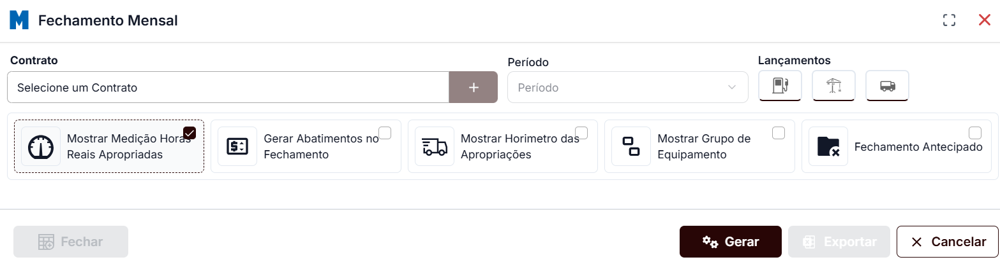 M Fechamento Mensal
Contrato
Período
Lançamentos
Selecione um Contrato
+
Período
Mostrar Medição Horas
Reais Apropriadas
Gerar Abatimentos no
Fechamento
Mostrar Horimetro das
Apropriações
Mostrar Grupo de
Equipamento
Fechamento Antecipado
Fechar
Gerar
Exportar
Cancelar